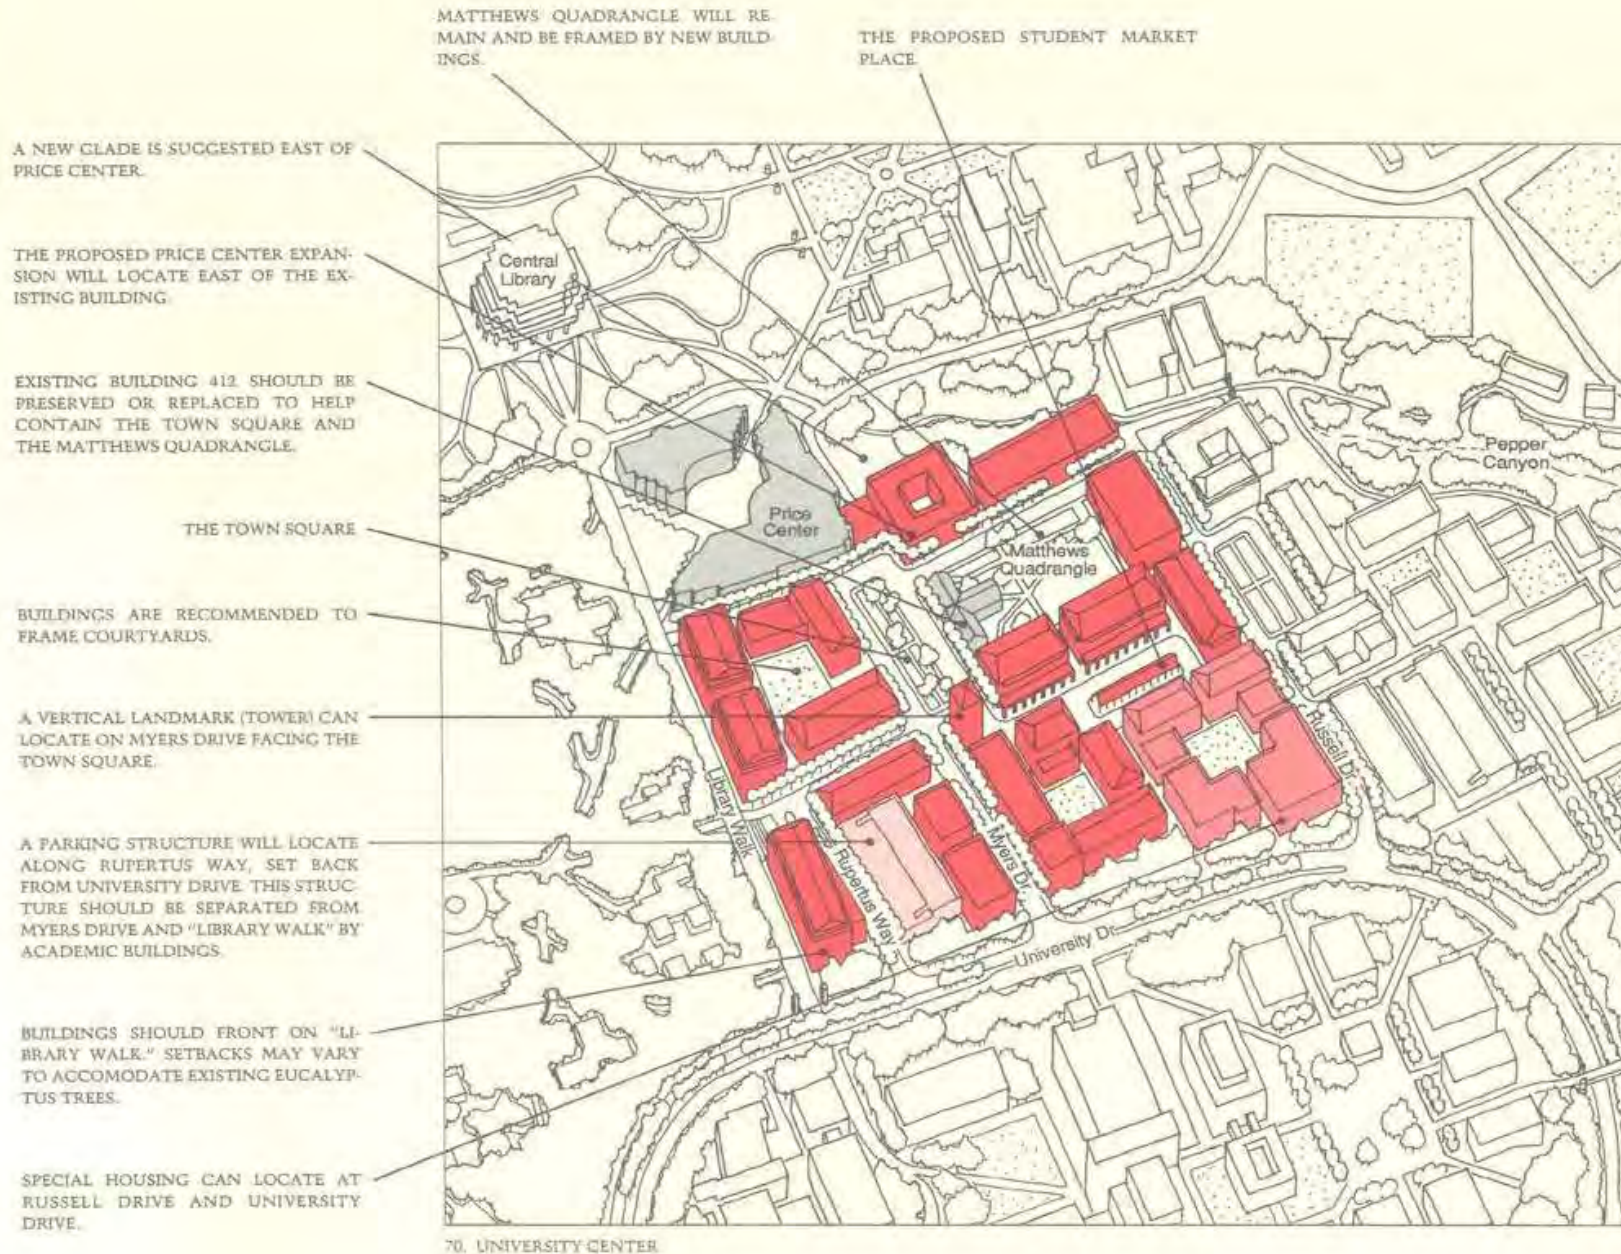 MATTHEWS QUADRANGLE WILL RE
MAIN AND BE FRAMED BY NEW BUILD-
INGS.
THE PROPOSED STUDENT MARKET
PLACE.
A NEW GLADE IS SUGGESTED EAST OF
PRICE CENTER.
THE PROPOSED PRICE CENTER EXPAN-
SION WILL LOCATE EAST OF THE EX-
ISTING BUILDING
EXISTING BUILDING 412 SHOULD BE
PRESERVED OR REPLACED TO HELP
CONTAIN THE TOWN SQUARE AND
THE MATTHEWS QUADRANGLE.
THE TOWN SQUARE
BUILDINGS ARE RECOMMENDED TO
FRAME COURTYARDS.
A VERTICAL LANDMARK (TOWER) CAN
LOCATE ON MYERS DRIVE FACING THE
TOWN SQUARE.
A PARKING STRUCTURE WILL LOCATE
ALONG RUPERTUS WAY, SET BACK
FROM UNIVERSITY DRIVE. THIS STRUC-
TURE SHOULD BE SEPARATED FROM
MYERS DRIVE AND "LIBRARY WALK" BY
ACADEMIC BUILDINGS.
BUILDINGS SHOULD FRONT ON "LI-
BRARY WALK." SETBACKS MAY VARY
TO ACCOMODATE EXISTING EUCALYP-
TUS TREES.
SPECIAL HOUSING CAN LOCATE AT
RUSSELL DRIVE AND UNIVERSITY
DRIVE.
Central
Library
Pepper
Canyon
Price
Center
Matthews
Quadrangle
Russell Dr.
Library Walk
Rupertus Way
Myers Dr.
University Dr.
70. UNIVERSITY CENTER